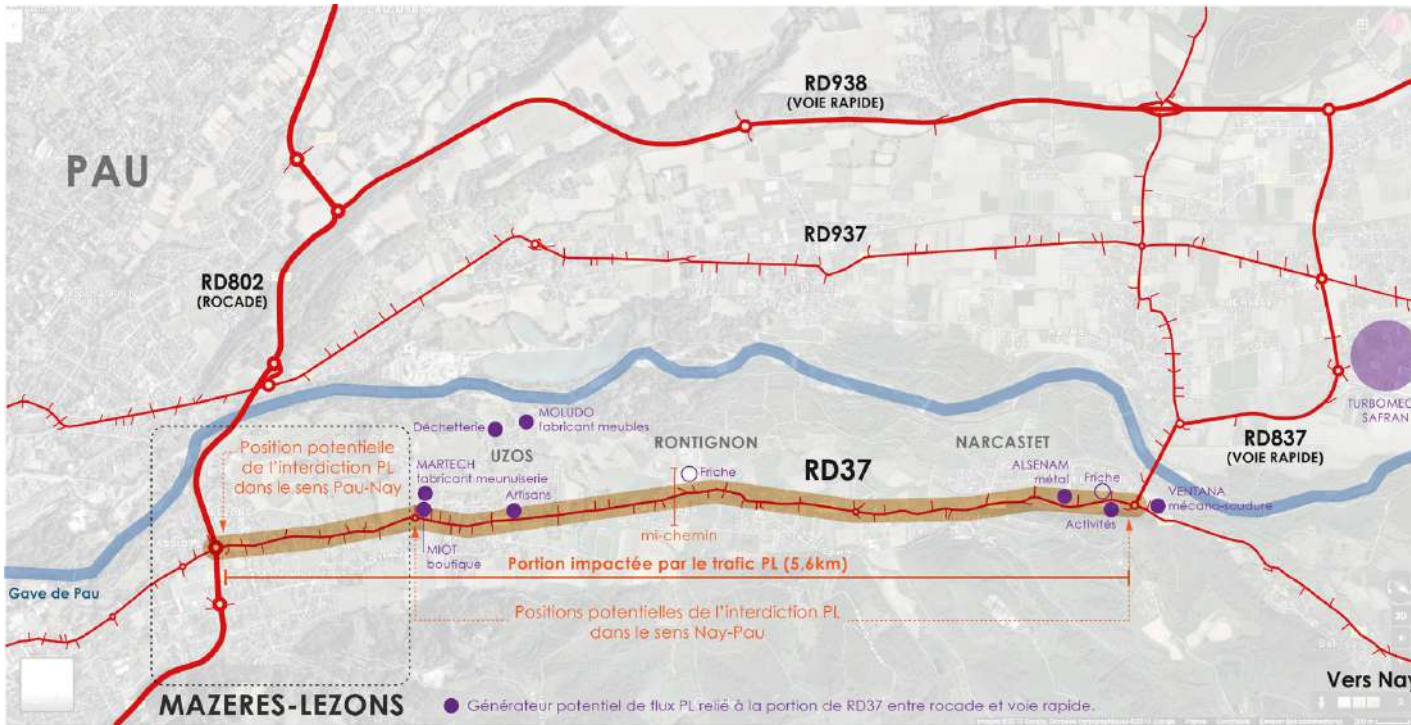 RD938
(VOIE RAPIDE)
PAU
RD937
RD802
(ROCADE)
TURBOMEC
SAFRAN
MOLUDO
fabricant meubles
Déchetterie
Position potentielle
de l'interdiction PL
dans le sens Pau-Nay
UZOS
RONTIGNON
NARCASTET
RD837
(VOIE RAPIDE)
MARTECH
fabricant meunuiserie
Artisans
Friche
RD37
ALSENAM
métal
Friche
VENTANA
mécano-soudure
Activités
mi-chemin
MIOT
boutique
Portion impactée par le trafic PL (5,6km)
Gave de Pau
Positions potentielles de l'interdiction PL
dans le sens Nay-Pau
Vers Nay
MAZERES-LEZONS
Générateur potentiel de flux PL relié à la portion de RD37 entre rocade et voie rapide.